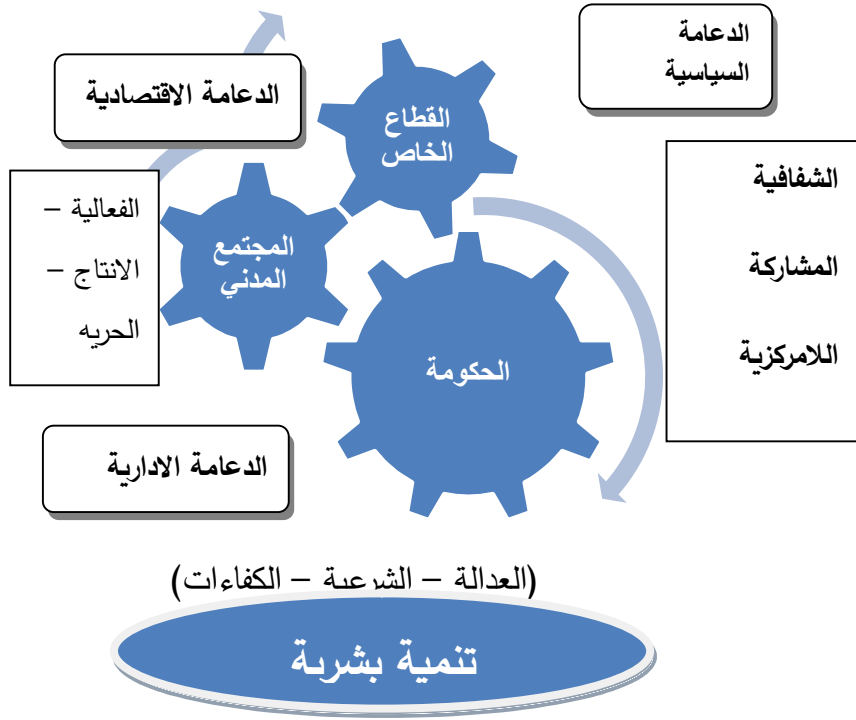 الدعامة
السياسية
الدعامة الاقتصادية
القطاع
الخاص
الشفافية
المشاركة
اللامركزية
الفعالية –
الانتاج –
الحريه
المجتمع
المدني
الحكومة
الدعامة الادارية
(العدالة – الشرعية – الكفاءات)
تنمية بشرية